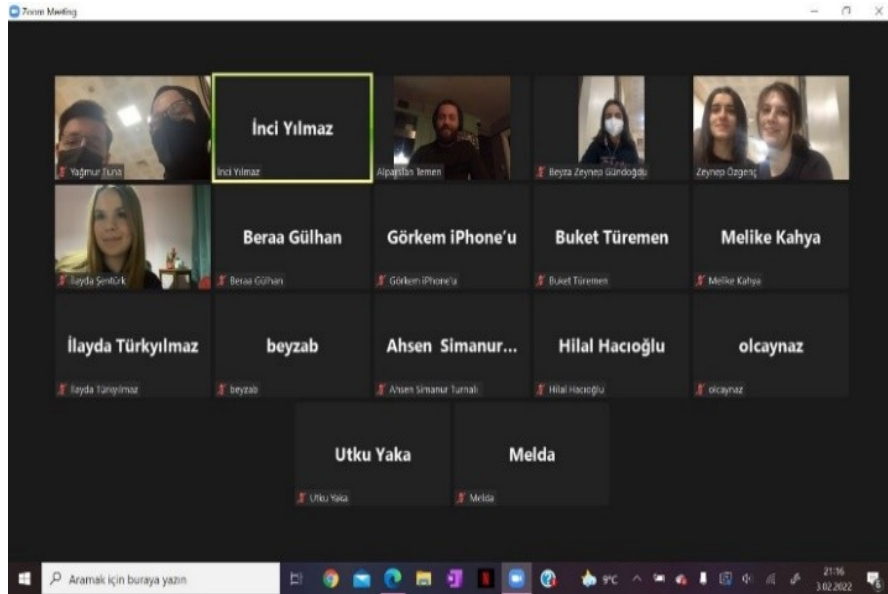 Zoom Meeting
İnci Yılmaz
Yağmur Tuna
İnci Yılmaz
Alparslan Temen
Beyza Zeynep Gündoğdu
Zeynep Özgenç
Beraa Gülhan
Görkem iPhone'u
Buket Türemen
Melike Kahya
İlayda Şentürk
Beraa Gülhan
Görkem iPhone'u
Buket Türemen
Melike Kahya
İlayda Türkyılmaz
beyzab
Ahsen Simanur...
Hilal Hacıoğlu
olcaynaz
İlayda Türkyılmaz
beyzab
Ahsen Simanur Turnalı
Hilal Hacıoğlu
olcaynaz
Utku Yaka
Melda
Utku Yaka
Melda
Aramak için buraya yazın
9°C
21:16
3.02.2022